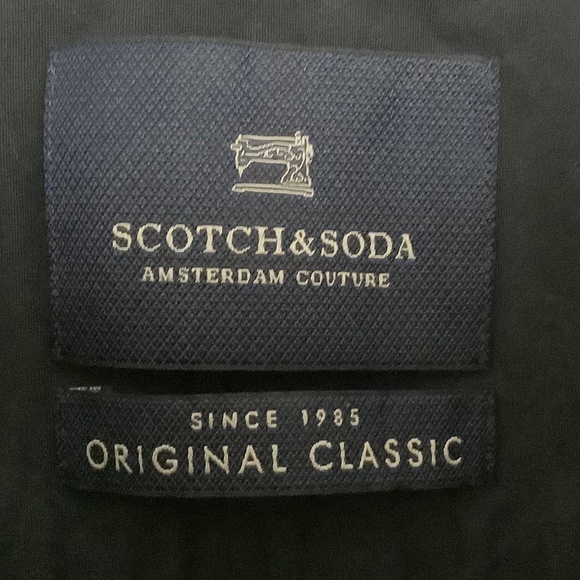 SCOTCH&SODA
AMSTERDAM COUTURE
SINCE 1985
ORIGINAL CLASSIC